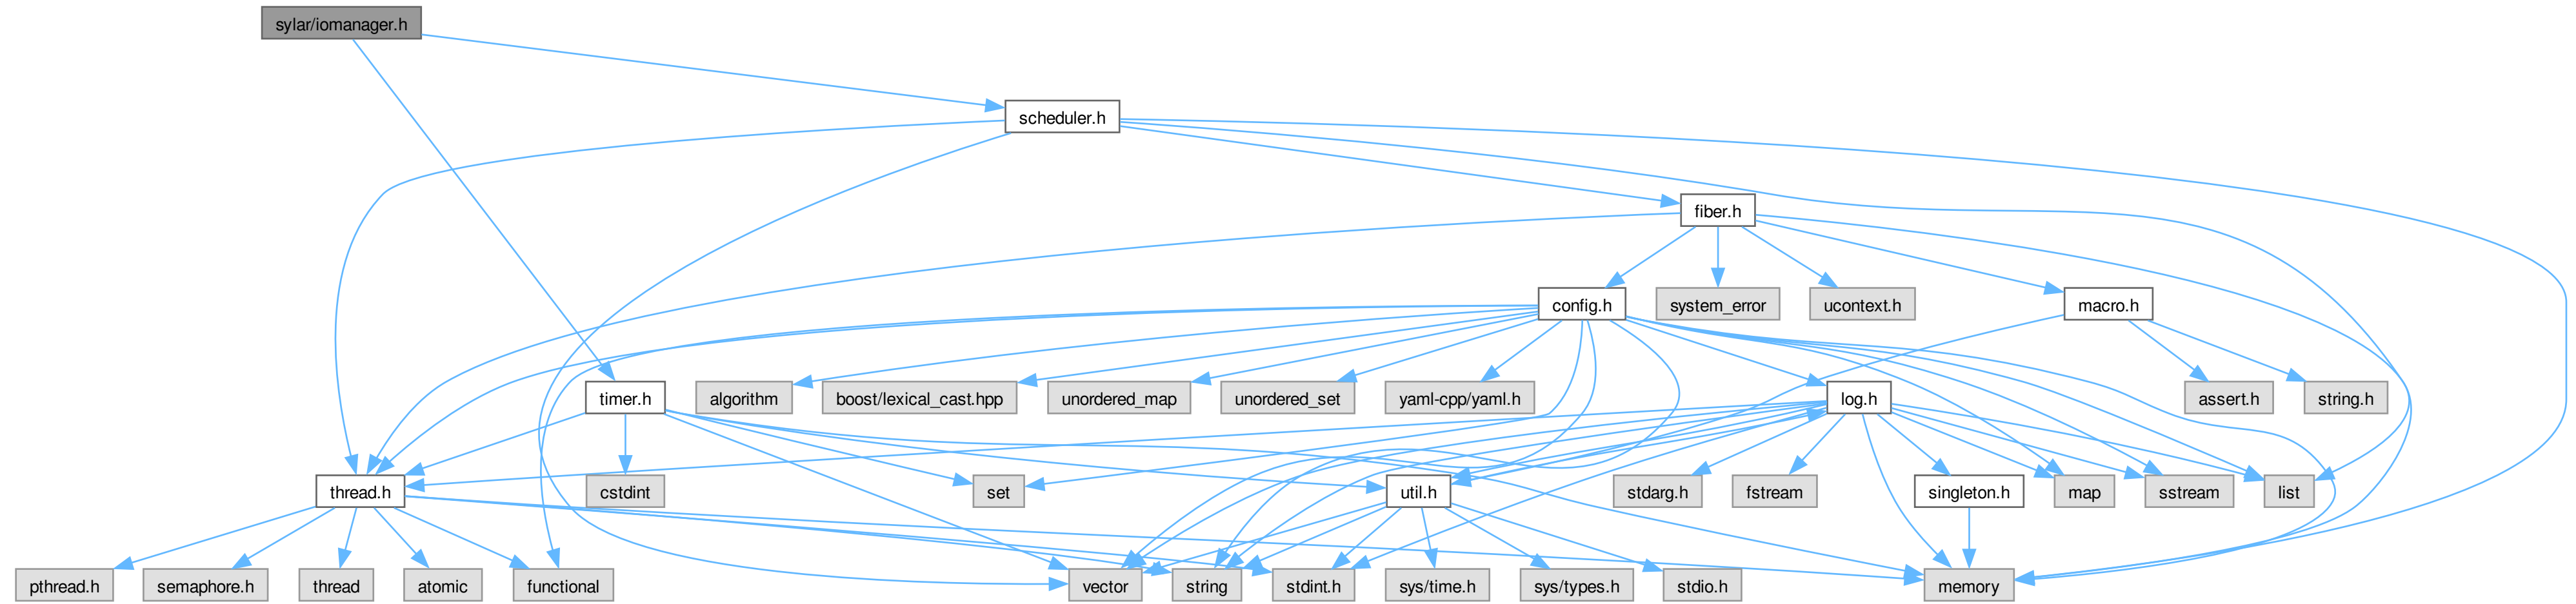 sylar/iomanager.h
scheduler.h
fiber.h
config.h
system_error
ucontext.h
macro.h
timer.h
algorithm
boost/lexical_cast.hpp
unordered_map
unordered_set
yaml-cpp/yaml.h
log.h
assert.h
string.h
thread.h
cstdint
set
util.h
stdarg.h
fstream
singleton.h
map
sstream
list
pthread.h
semaphore.h
thread
atomic
functional
vector
string
stdint.h
sys/time.h
sys/types.h
stdio.h
memory